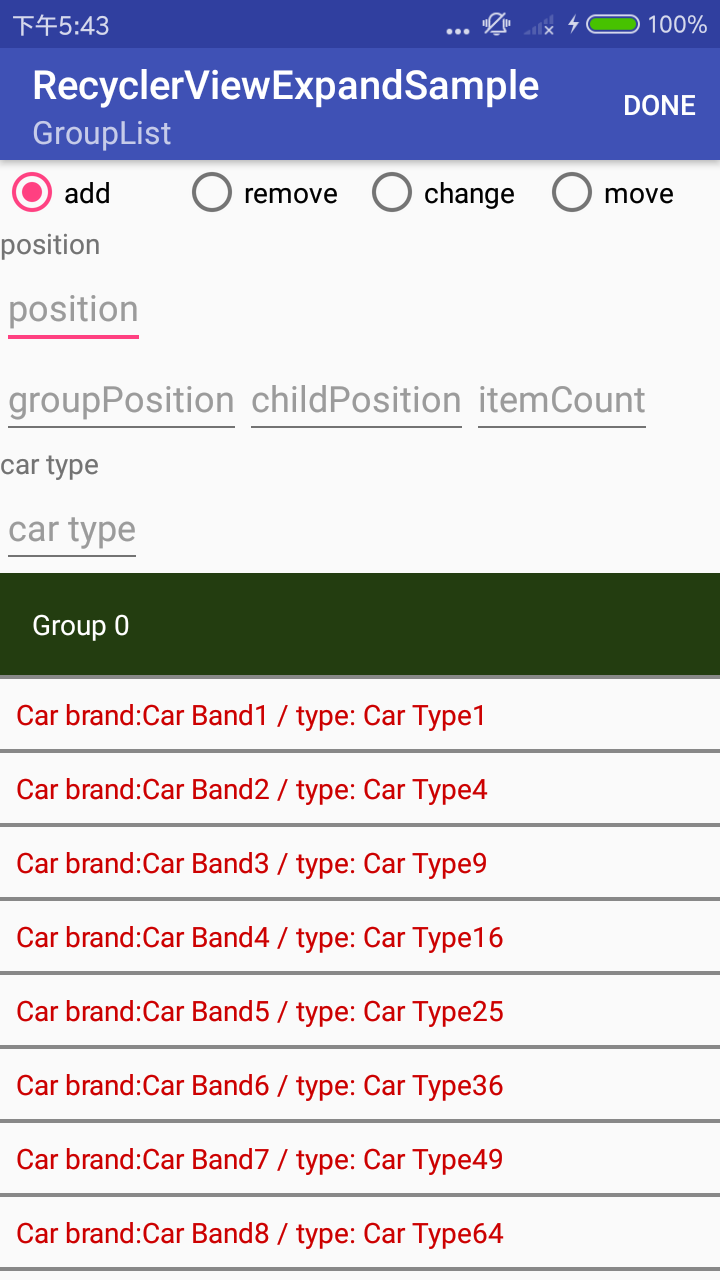 下午5:43 ... 100%
RecyclerViewExpandSample
GroupList
DONE
add remove change move
position
position
groupPosition childPosition itemCount
car type
car type
Group 0
Car brand:Car Band1 / type: Car Type1
Car brand:Car Band2 / type: Car Type4
Car brand:Car Band3 / type: Car Type9
Car brand:Car Band4 / type: Car Type16
Car brand:Car Band5 / type: Car Type25
Car brand:Car Band6 / type: Car Type36
Car brand:Car Band7 / type: Car Type49
Car brand:Car Band8 / type: Car Type64